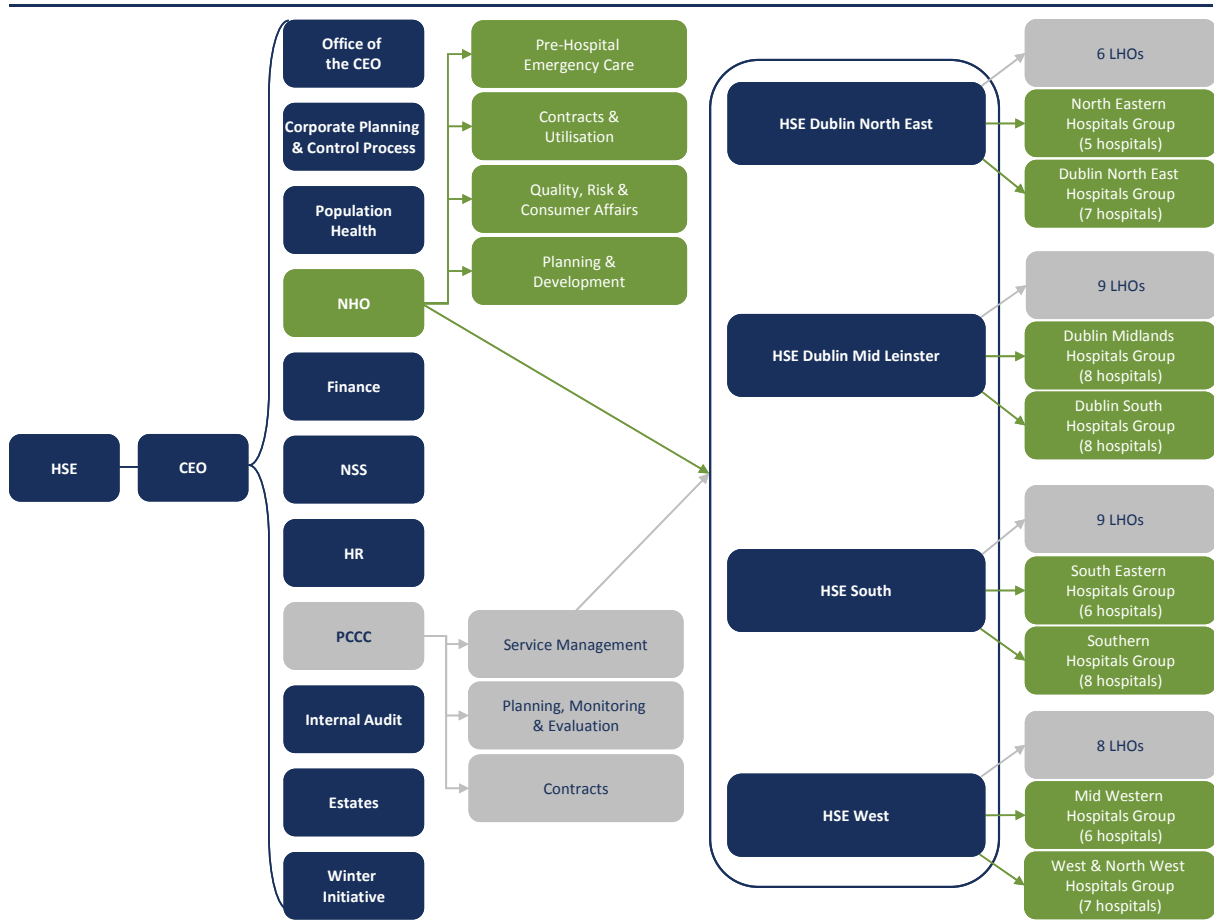 HSE
CEO
Office of
the CEO
Corporate Planning
& Control Process
Population
Health
NHO
Finance
NSS
HR
PCCC
Internal Audit
Estates
Winter
Initiative
Pre-Hospital
Emergency Care
Contracts &
Utilisation
Quality, Risk &
Consumer Affairs
Planning &
Development
Service Management
Planning, Monitoring
& Evaluation
Contracts
HSE Dublin North East
6 LHOs
North Eastern
Hospitals Group
(5 hospitals)
Dublin North East
Hospitals Group
(7 hospitals)
HSE Dublin Mid Leinster
9 LHOs
Dublin Midlands
Hospitals Group
(8 hospitals)
Dublin South
Hospitals Group
(8 hospitals)
HSE South
9 LHOs
South Eastern
Hospitals Group
(6 hospitals)
Southern
Hospitals Group
(8 hospitals)
HSE West
8 LHOs
Mid Western
Hospitals Group
(6 hospitals)
West & North West
Hospitals Group
(7 hospitals)